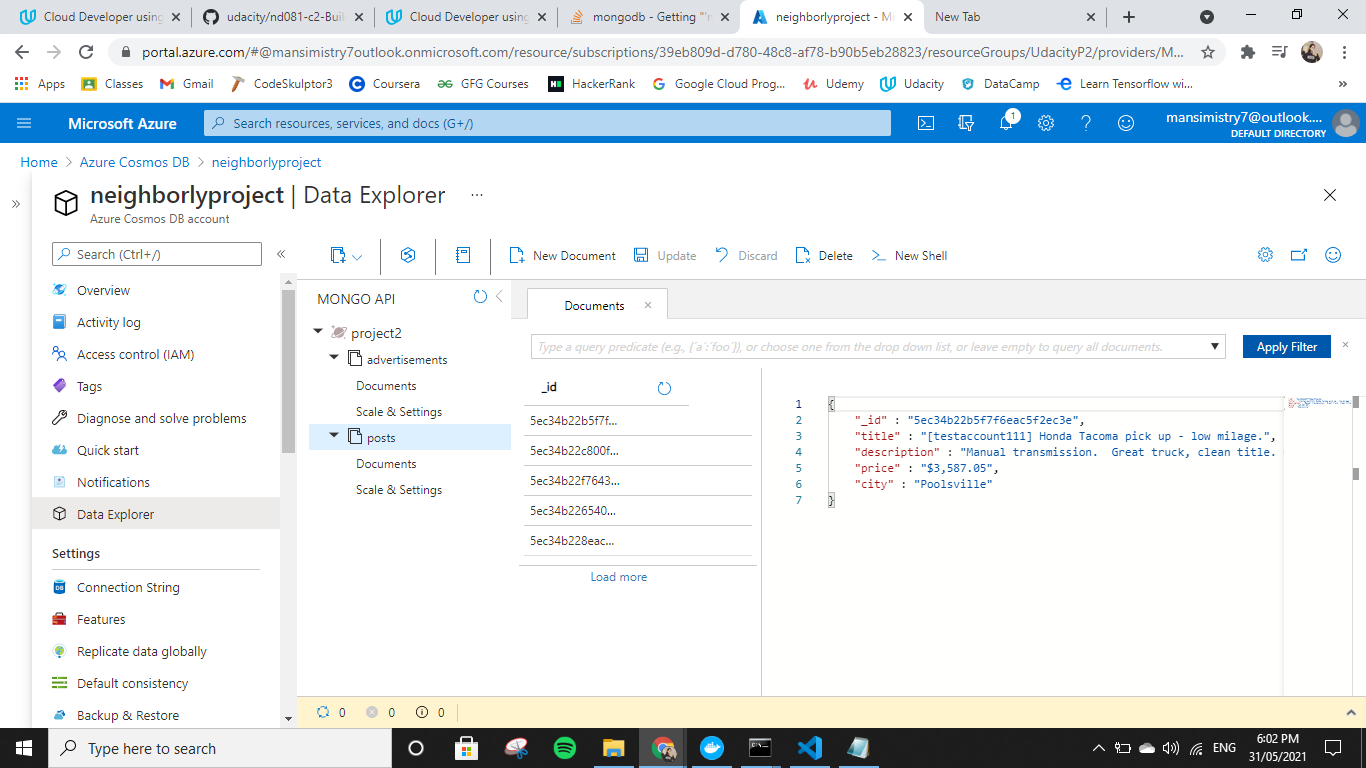 Cloud Developer using
udacity/nd081-c2-Buil
Cloud Developer using
mongodb - Getting "'m
neighborlyproject - Mi
New Tab
portal.azure.com/#@mansimistry7outlook.onmicrosoft.com/resource/subscriptions/39eb809d-d780-48c8-af78-b90b5eb28823/resourceGroups/UdacityP2/providers/M...
Apps
Classes
Gmail
CodeSkulptor3
Coursera
GFG Courses
HackerRank
Google Cloud Prog...
Udemy
Udacity
DataCamp
Learn Tensorflow wi...
Microsoft Azure
Search resources, services, and docs (G+/)
1
mansimistry7@outlook....
DEFAULT DIRECTORY
Home > Azure Cosmos DB > neighborlyproject
neighborlyproject | Data Explorer ...
Azure Cosmos DB account
Search (Ctrl+/)
Overview
Activity log
Access control (IAM)
Tags
Diagnose and solve problems
Quick start
Notifications
Data Explorer
Settings
Connection String
Features
Replicate data globally
Default consistency
Backup & Restore
New Document
Update
Discard
Delete
New Shell
MONGO API
project2
advertisements
Documents
Scale & Settings
posts
Documents
Scale & Settings
Documents
Type a query predicate (e.g., {´a´:´foo´}), or choose one from the drop down list, or leave empty to query all documents.
Apply Filter
_id
5ec34b22b5f7f...
5ec34b22c800f...
5ec34b22f7643...
5ec34b226540...
5ec34b228eac...
Load more
1 {
2 "_id" : "5ec34b22b5f7f6eac5f2ec3e",
3 "title" : "[testaccount111] Honda Tacoma pick up - low milage.",
4 "description" : "Manual transmission.  Great truck, clean title.
5 "price" : "$3,587.05",
6 "city" : "Poolsville"
7 }
0 0 0
Type here to search
ENG
6:02 PM
31/05/2021